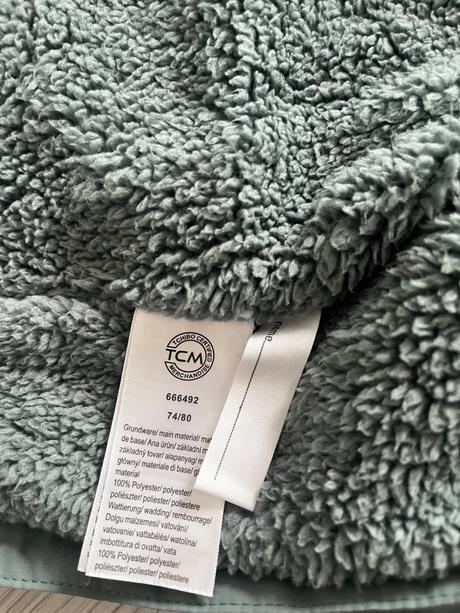 TCHIBO CERTIFIED
TCM
MERCHANDISE
666492
74/80
Grundware/ main material/ mat
de base/ Ana ürün/ základní m
základný tovar/ alapanyag/ m
główny/ materiale di base/ gł
material
100% Polyester/ polyester/
poliészter/ poliester/ poliestere
Wattierung/ wadding/ rembourrage/
Dolgu malzemesi/ vatování/
vatovanie/ vattabélés/ watolina/
imbottitura di ovatta/ vata
100% Polyester/ polyester/
poliészter/ poliester/ poliestere